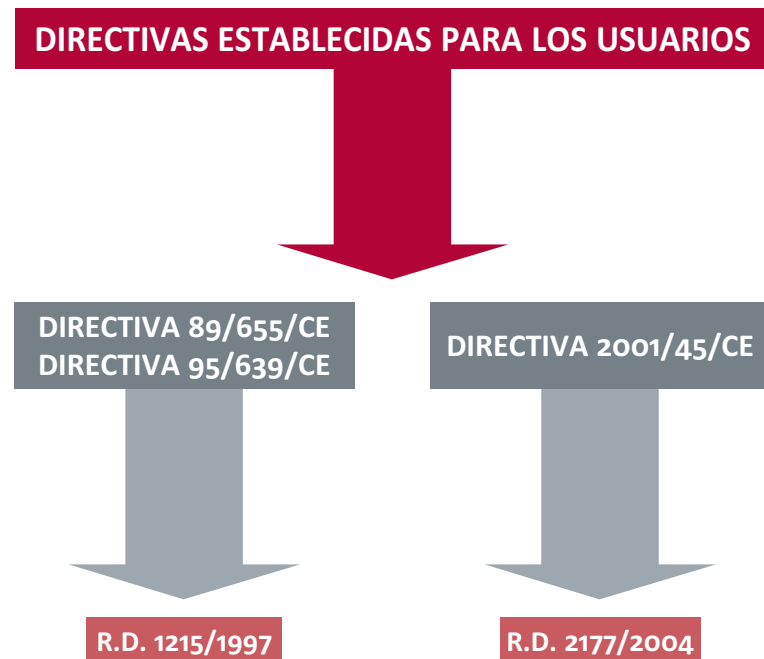 DIRECTIVAS ESTABLECIDAS PARA LOS USUARIOS
DIRECTIVA 89/655/CE
DIRECTIVA 95/639/CE
DIRECTIVA 2001/45/CE
R.D. 1215/1997
R.D. 2177/2004